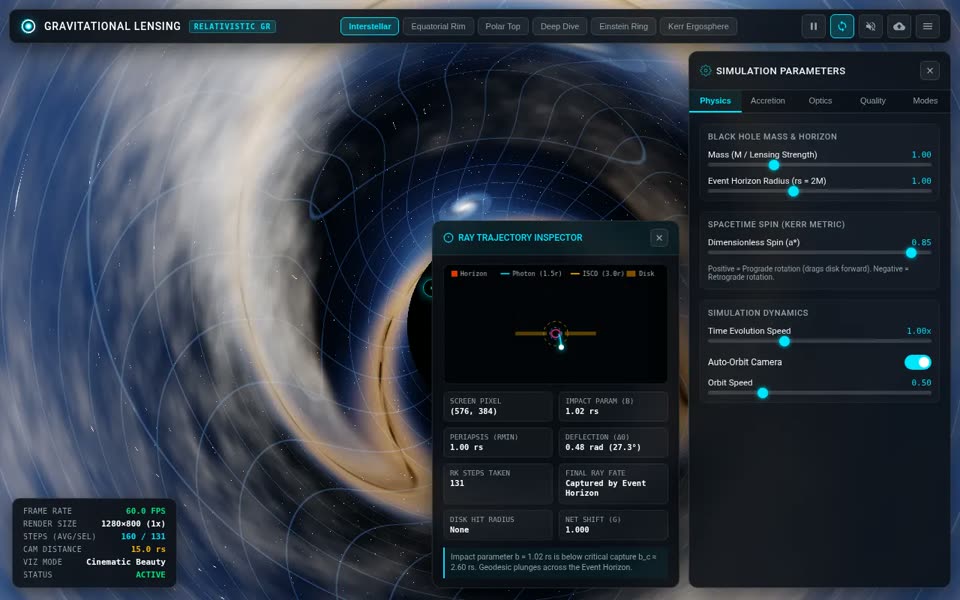 GRAVITATIONAL LENSING
RELATIVISTIC GR
Interstellar
Equatorial Rim
Polar Top
Deep Dive
Einstein Ring
Kerr Ergosphere
SIMULATION PARAMETERS
Physics
Accretion
Optics
Quality
Modes
BLACK HOLE MASS & HORIZON
Mass (M / Lensing Strength)
1.00
Event Horizon Radius (rs = 2M)
1.00
SPACETIME SPIN (KERR METRIC)
Dimensionless Spin (a*)
0.85
Positive = Prograde rotation (drags disk forward). Negative =
Retrograde rotation.
SIMULATION DYNAMICS
Time Evolution Speed
1.00x
Auto-Orbit Camera
Orbit Speed
0.50
RAY TRAJECTORY INSPECTOR
Horizon
Photon (1.5r)
ISCO (3.0r)
Disk
SCREEN PIXEL
(576, 384)
IMPACT PARAM (B)
1.02 rs
PERIAPSIS (RMIN)
1.00 rs
DEFLECTION (Δθ)
0.48 rad (27.3°)
RK STEPS TAKEN
131
FINAL RAY FATE
Captured by Event
Horizon
DISK HIT RADIUS
None
NET SHIFT (G)
1.000
Impact parameter b = 1.02 rs is below critical capture b_c ≈
2.60 rs. Geodesic plunges across the Event Horizon.
FRAME RATE
60.0 FPS
RENDER SIZE
1280×800 (1x)
STEPS (AVG/SEL)
160 / 131
CAM DISTANCE
15.0 rs
VIZ MODE
Cinematic Beauty
STATUS
ACTIVE